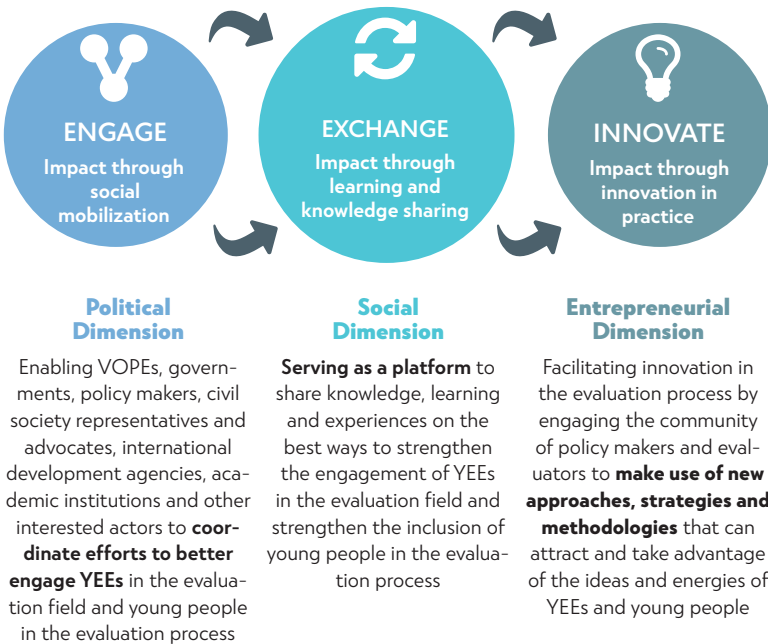 ENGAGE
Impact through
social
mobilization
EXCHANGE
Impact through
learning and
knowledge sharing
INNOVATE
Impact through
innovation in
practice
Political
Dimension
Enabling VOPEs, govern-
ments, policy makers, civil
society representatives and
advocates, international
development agencies, aca-
demic institutions and other
interested actors to coor-
dinate efforts to better
engage YEEs in the evalua-
tion field and young people
in the evaluation process
Social
Dimension
Serving as a platform to
share knowledge, learning
and experiences on the
best ways to strengthen
the engagement of YEEs
in the evaluation field and
strengthen the inclusion of
young people in the evalua-
tion process
Entrepreneurial
Dimension
Facilitating innovation in
the evaluation process by
engaging the community
of policy makers and eval-
uators to make use of new
approaches, strategies and
methodologies that can
attract and take advantage
of the ideas and energies of
YEEs and young people